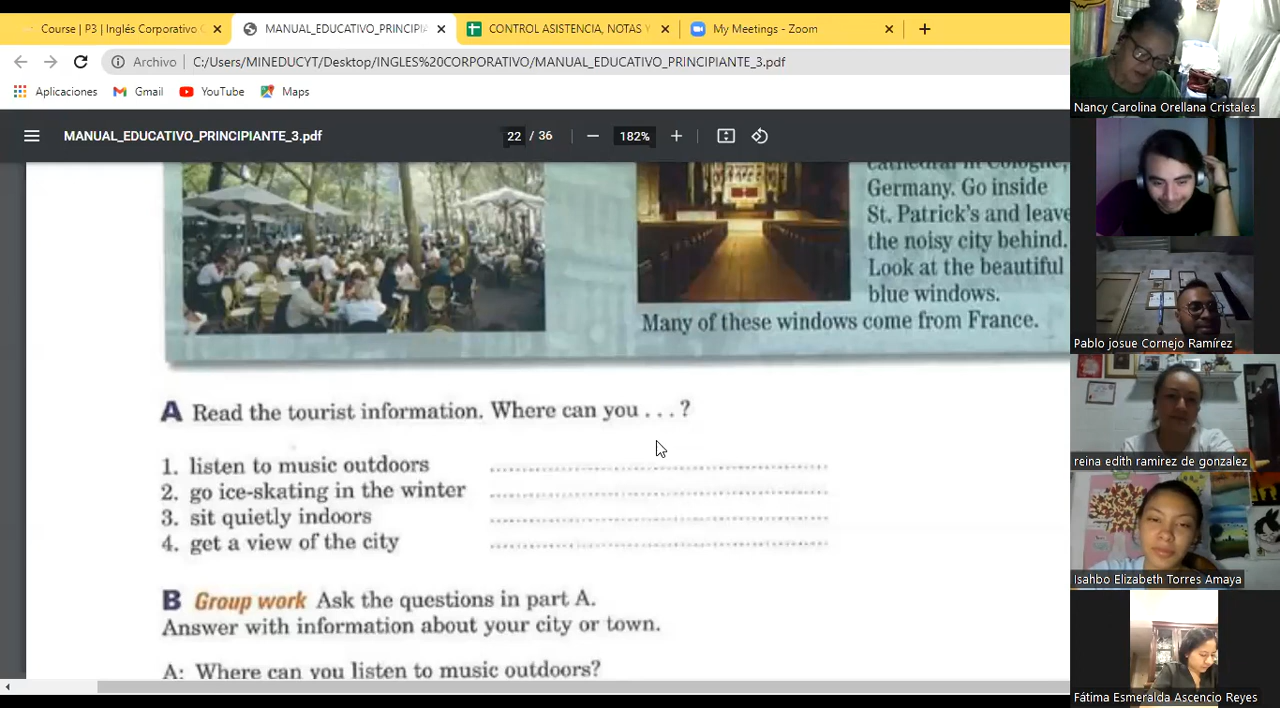 Course | P3 | Inglés Corporativo
MANUAL_EDUCATIVO_PRINCIPIA
CONTROL ASISTENCIA, NOTAS Y
My Meetings - Zoom
Archivo
C:/Users/MINEDUCYT/Desktop/INGLES%20CORPORATIVO/MANUAL_EDUCATIVO_PRINCIPIANTE_3.pdf
Aplicaciones
Gmail
YouTube
Maps
MANUAL_EDUCATIVO_PRINCIPIANTE_3.pdf
22 / 36
182%
cathedral in Cologne,
Germany. Go inside
St. Patrick's and leave
the noisy city behind.
Look at the beautiful
blue windows.
Many of these windows come from France.
A Read the tourist information. Where can you . . . ?
1. listen to music outdoors
2. go ice-skating in the winter
3. sit quietly indoors
4. get a view of the city
B Group work Ask the questions in part A.
Answer with information about your city or town.
A: Where can you listen to music outdoors?
Nancy Carolina Orellana Cristales
Pablo josue Cornejo Ramírez
reina edith ramirez de gonzalez
Isahbo Elizabeth Torres Amaya
Fátima Esmeralda Ascencio Reyes